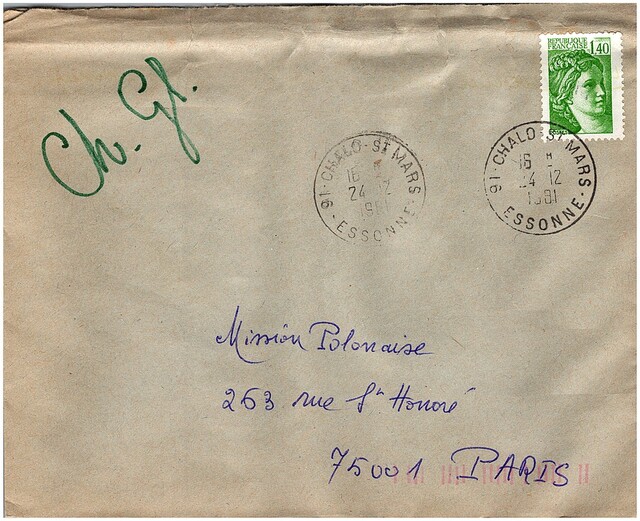 REPUBLIQUE
FRANCAISE
1,40
Ch. Gl.
91 - CHALO-ST MARS
16 H
24 12
1981
ESSONNE
91 - CHALO-ST MARS
16 H
24 12
1981
ESSONNE
Mission Polonaise
263 rue St Honoré
75001 PARIS